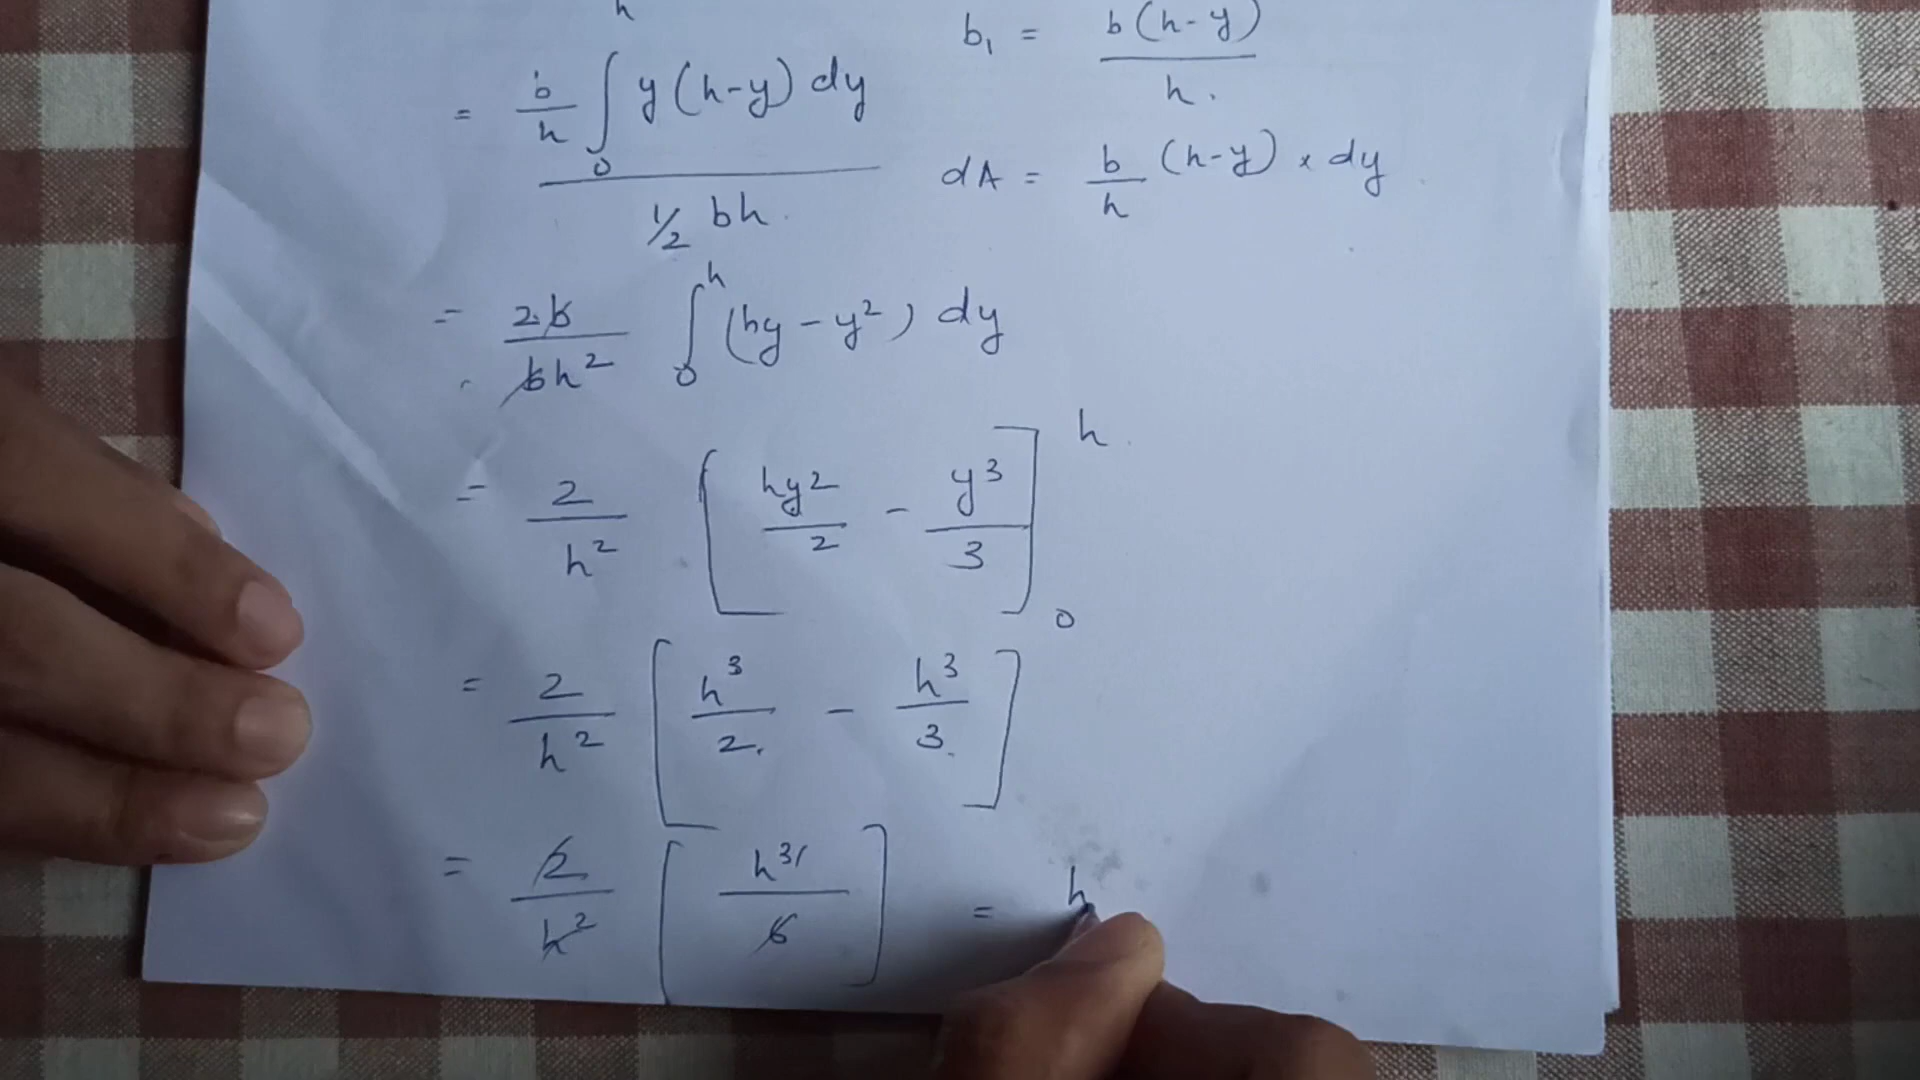 h
= b/h ∫₀ y(h-y) dy
1/2 bh.
b₁ = b(h-y)/h.
dA = b/h (h-y) × dy
= 2b/bh² ∫₀ʰ (hy - y²) dy
= 2/h² [hy²/2 - y³/3]₀ʰ
= 2/h² [h³/2 - h³/3]
= 2/h² [h³/6] = h